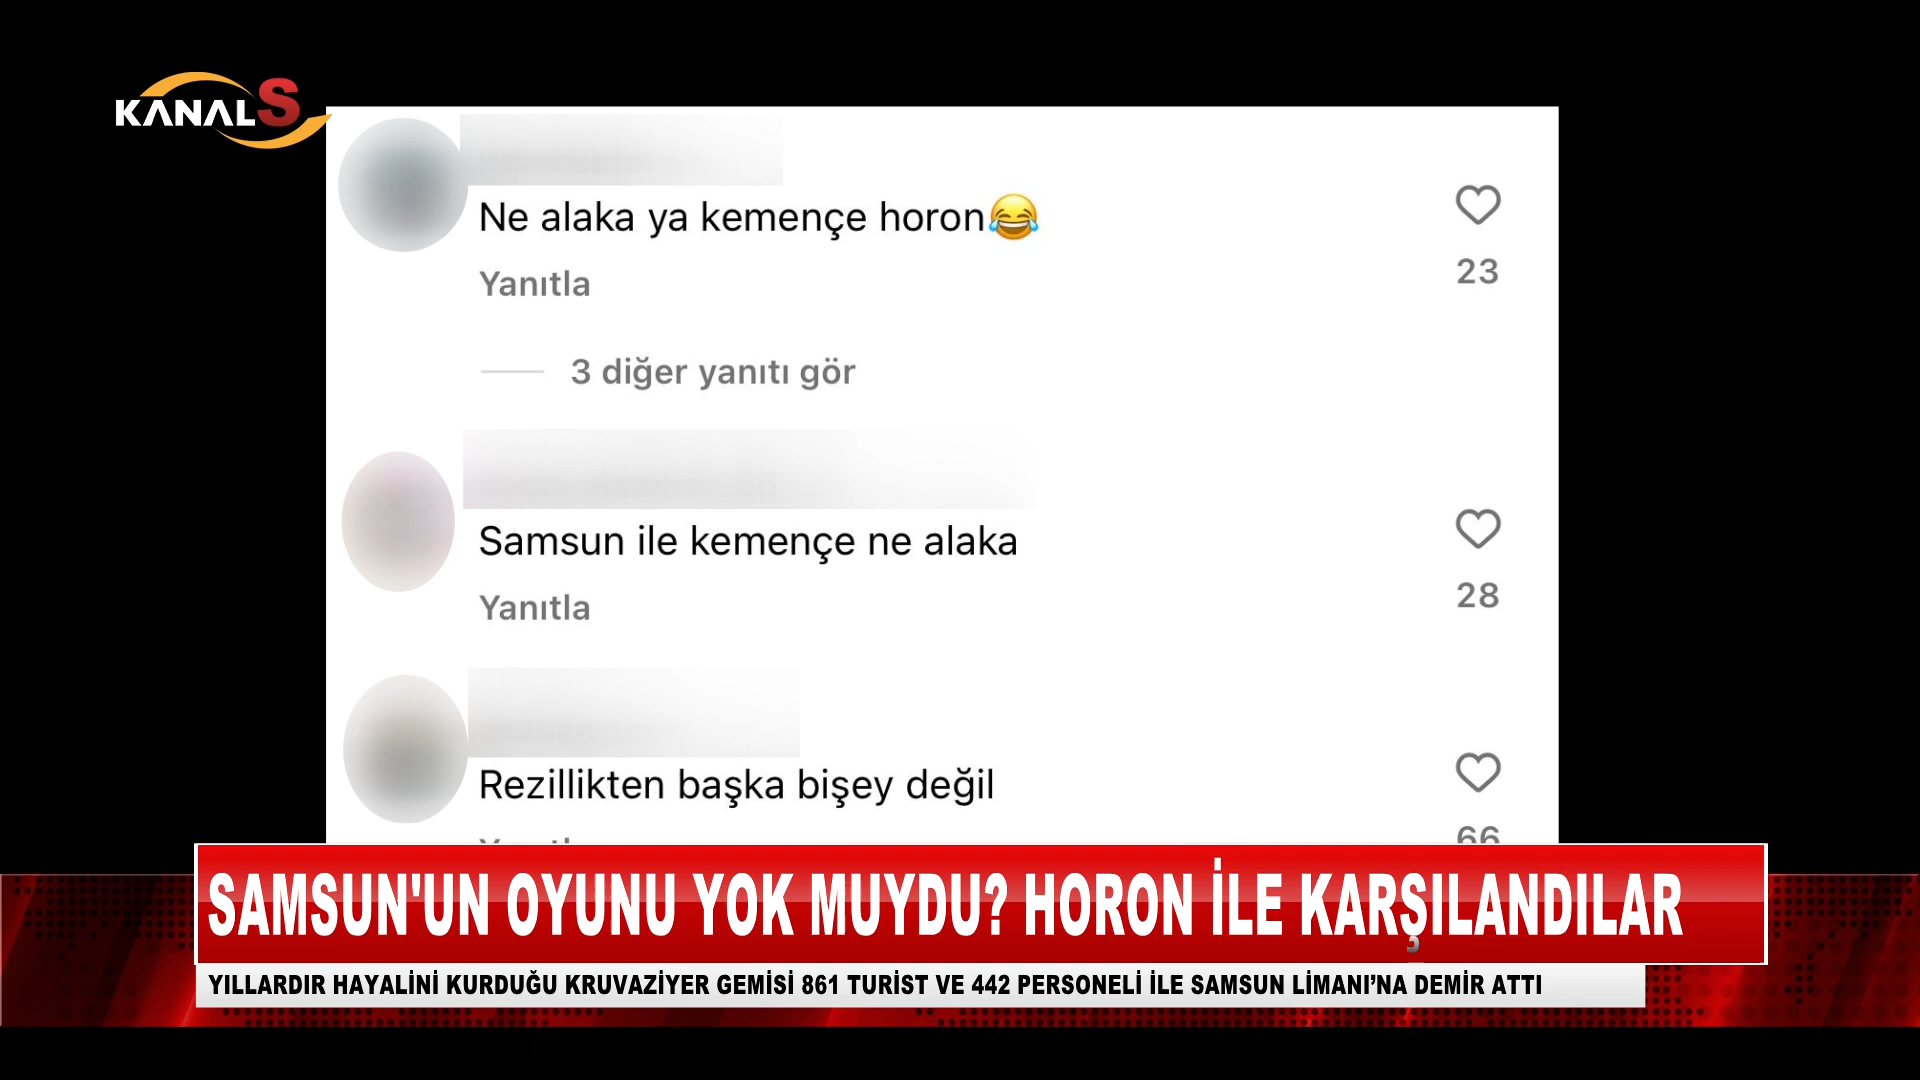 KANAL S
Ne alaka ya kemençe horon😂
23
Yanıtla
3 diğer yanıtı gör
Samsun ile kemençe ne alaka
28
Yanıtla
Rezillikten başka bişey değil
66
SAMSUN'UN OYUNU YOK MUYDU? HORON İLE KARŞILANDILAR
YILLARDIR HAYALİNİ KURDUĞU KRUVAZİYER GEMİSİ 861 TURİST VE 442 PERSONELİ İLE SAMSUN LİMANI’NA DEMİR ATTI